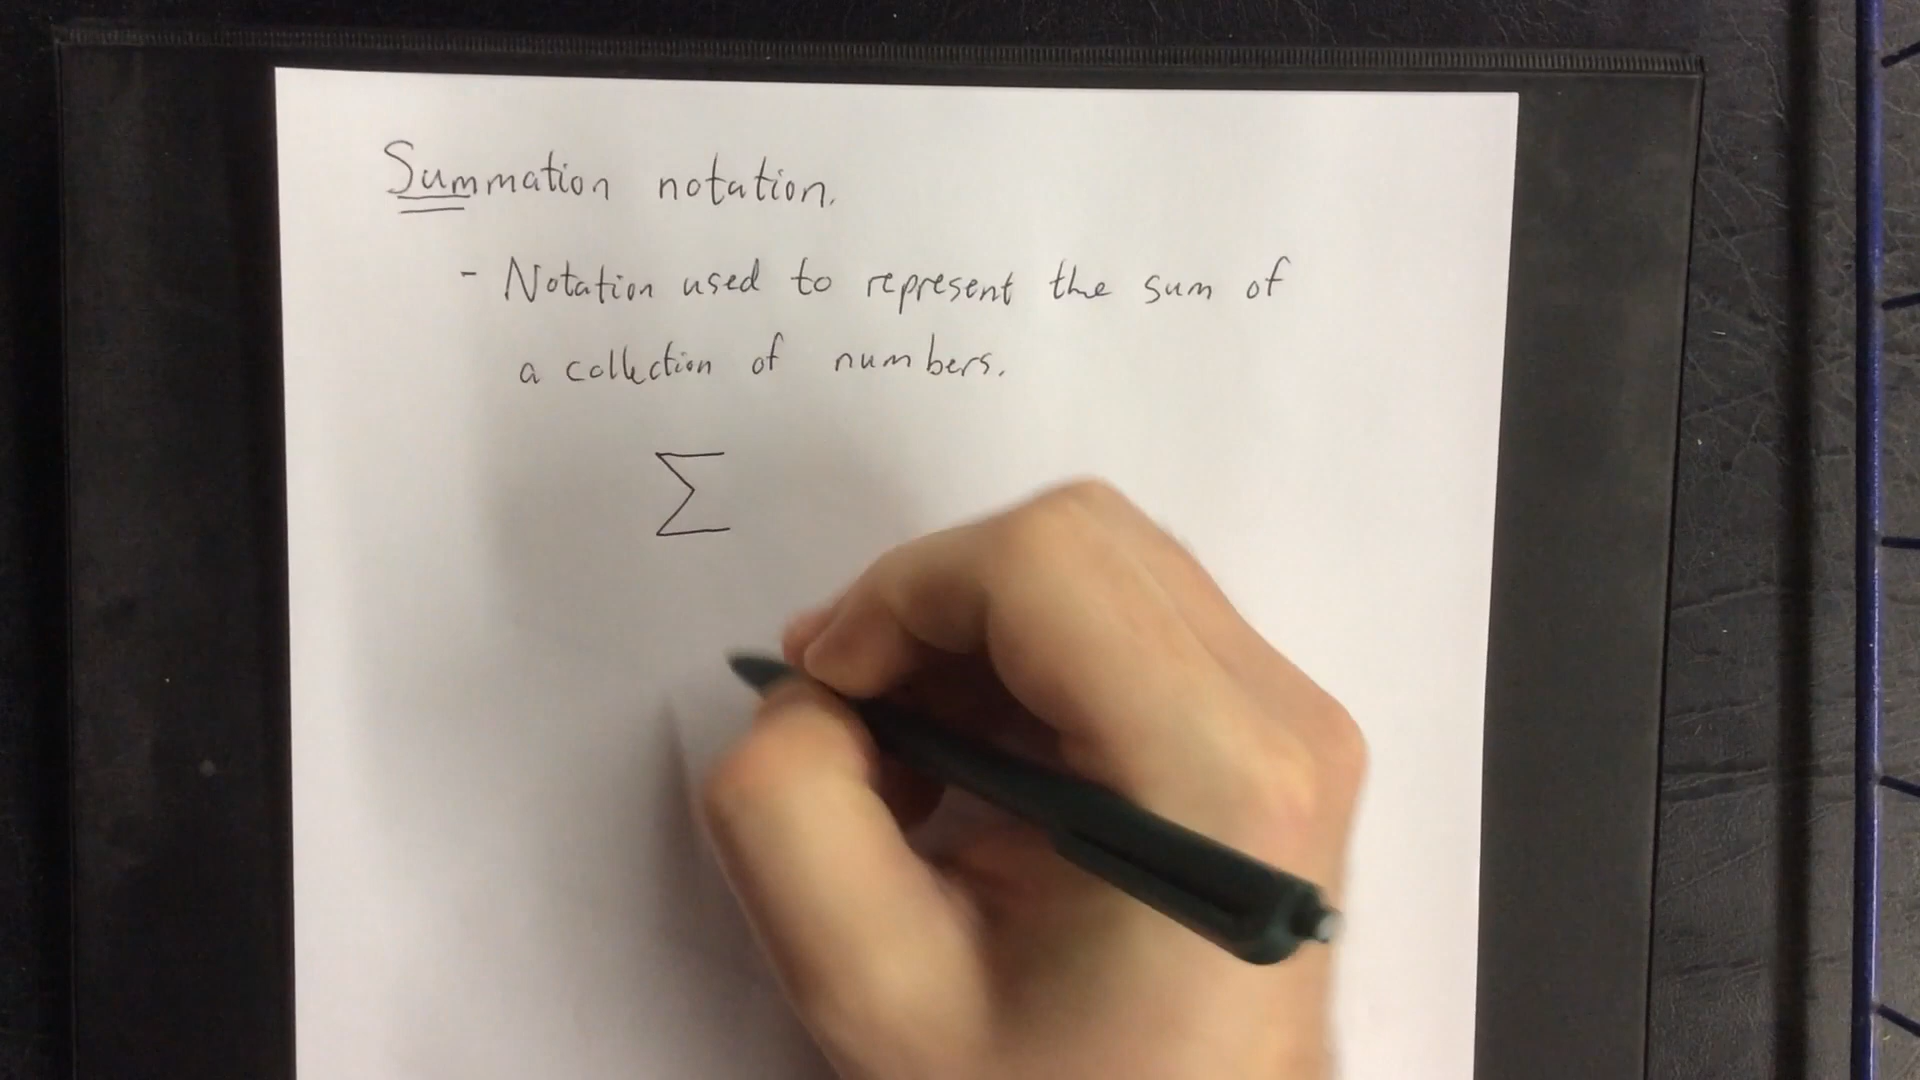 Summation notation.
- Notation used to represent the sum of
a collection of numbers.
Σ